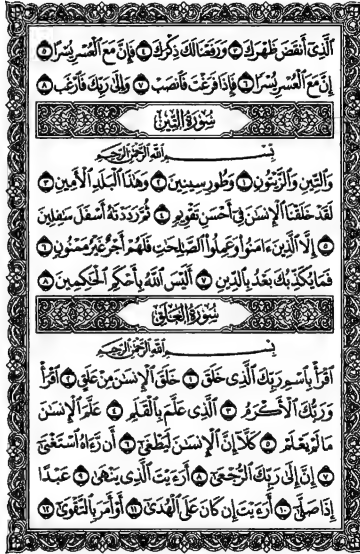 ٱلَّذِىٓ أَنقَضَ ظَهْرَكَ ٣ وَرَفَعْنَا لَكَ ذِكْرَكَ ٤ فَإِنَّ مَعَ ٱلْعُسْرِ يُسْرًا ٥
إِنَّ مَعَ ٱلْعُسْرِ يُسْرًا ٦ فَإِذَا فَرَغْتَ فَٱنصَبْ ٧ وَإِلَىٰ رَبِّكَ فَٱرْغَب ٨
سُورَةُ ٱلتِّينِ
بِسْمِ ٱللَّهِ ٱلرَّحْمَٰنِ ٱلرَّحِيمِ
وَٱلتِّينِ وَٱلزَّيْتُونِ ١ وَطُورِ سِينِينَ ٢ وَهَٰذَا ٱلْبَلَدِ ٱلْأَمِينِ ٣
لَقَدْ خَلَقْنَا ٱلْإِنسَٰنَ فِىٓ أَحْسَنِ تَقْوِيمٍ ٤ ثُمَّ رَدَدْنَٰهُ أَسْفَلَ سَٰفِلِينَ
٥ إِلَّا ٱلَّذِينَ ءَامَنُوا۟ وَعَمِلُوا۟ ٱلصَّٰلِحَٰتِ فَلَهُمْ أَجْرٌ غَيْرُ مَمْنُونٍ ٦
فَمَا يُكَذِّبُكَ بَعْدُ بِٱلدِّينِ ٧ أَلَيْسَ ٱللَّهُ بِأَحْكَمِ ٱلْحَٰكِمِينَ ٨
سُورَةُ ٱلْعَلَقِ
بِسْمِ ٱللَّهِ ٱلرَّحْمَٰنِ ٱلرَّحِيمِ
ٱقْرَأْ بِٱسْمِ رَبِّكَ ٱلَّذِى خَلَقَ ١ خَلَقَ ٱلْإِنسَٰنَ مِنْ عَلَقٍ ٢ ٱقْرَأْ
وَرَبُّكَ ٱلْأَكْرَمُ ٣ ٱلَّذِى عَلَّمَ بِٱلْقَلَمِ ٤ عَلَّمَ ٱلْإِنسَٰنَ
مَا لَمْ يَعْلَمْ ٥ كَلَّآ إِنَّ ٱلْإِنسَٰنَ لَيَطْغَىٰٓ ٦ أَن رَّءَاهُ ٱسْتَغْنَىٰٓ
٧ إِنَّ إِلَىٰ رَبِّكَ ٱلرُّجْعَىٰٓ ٨ أَرَءَيْتَ ٱلَّذِى يَنْهَىٰ ٩ عَبْدًا
إِذَا صَلَّىٰٓ ١٠ أَرَءَيْتَ إِن كَانَ عَلَى ٱلْهُدَىٰٓ ١١ أَوْ أَمَرَ بِٱلتَّقْوَىٰٓ ١٢